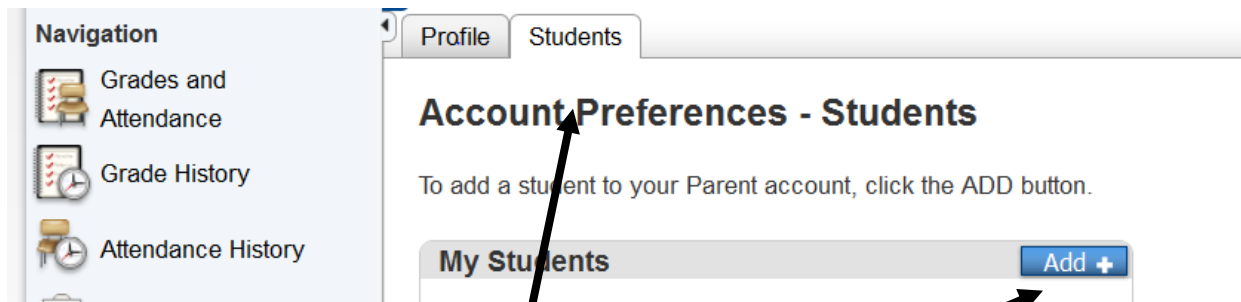 Navigation
Grades and
Attendance
Grade History
Attendance History
Profile
Students
Account Preferences - Students
To add a student to your Parent account, click the ADD button.
My Students
Add +